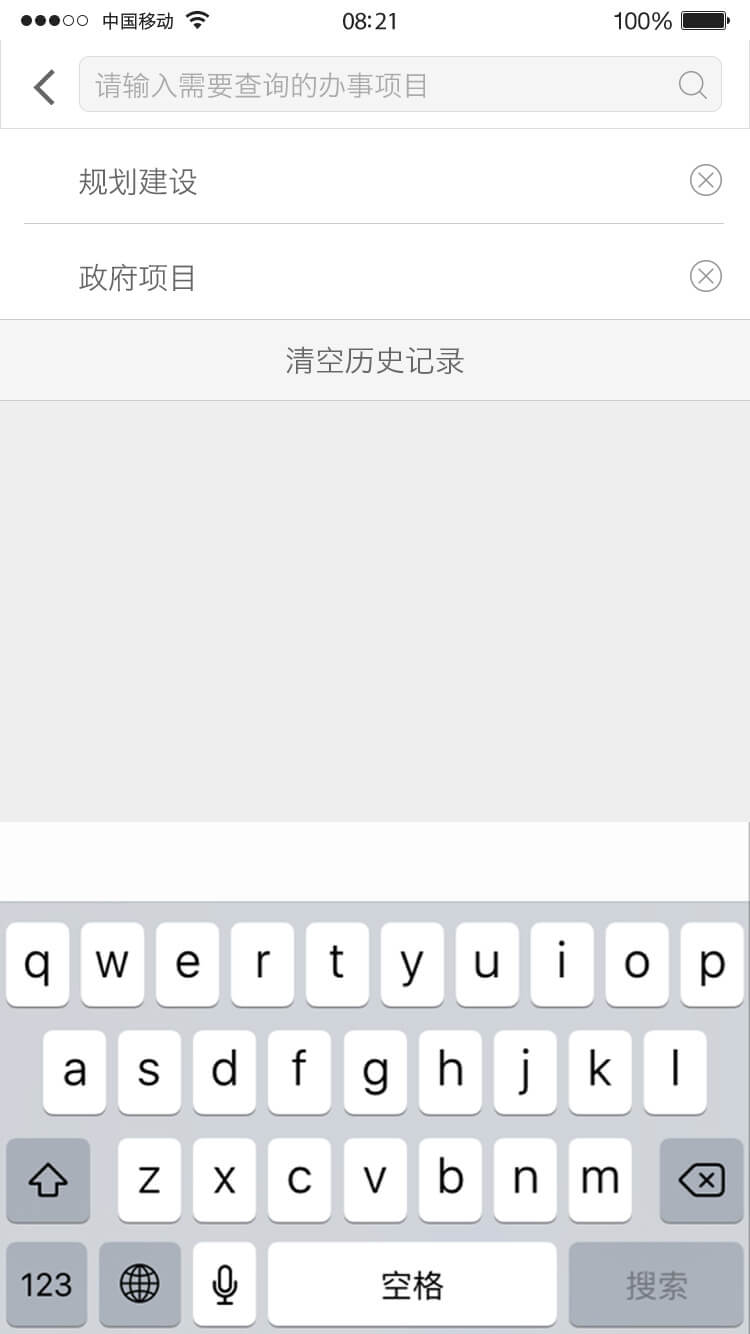 中国移动 08:21 100%
请输入需要查询的办事项目
规划建设
政府项目
清空历史记录
q w e r t y u i o p
a s d f g h j k l
z x c v b n m
123 空格 搜索